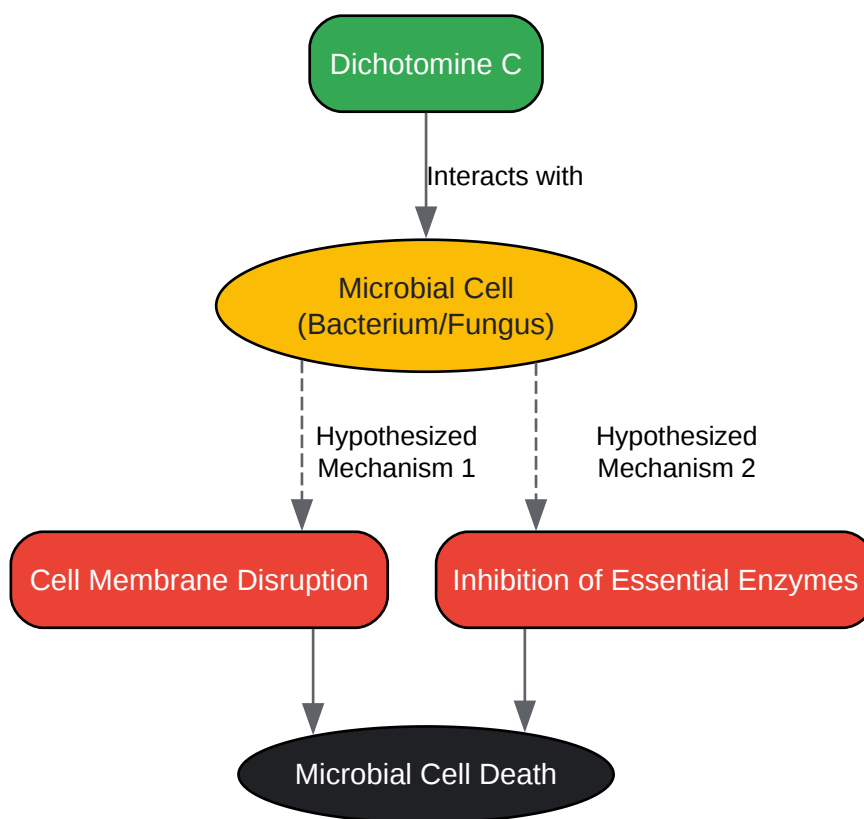 Dichotomine C
Interacts with
Microbial Cell
(Bacterium/Fungus)
Hypothesized
Mechanism 1
Hypothesized
Mechanism 2
Cell Membrane Disruption
Inhibition of Essential Enzymes
Microbial Cell Death